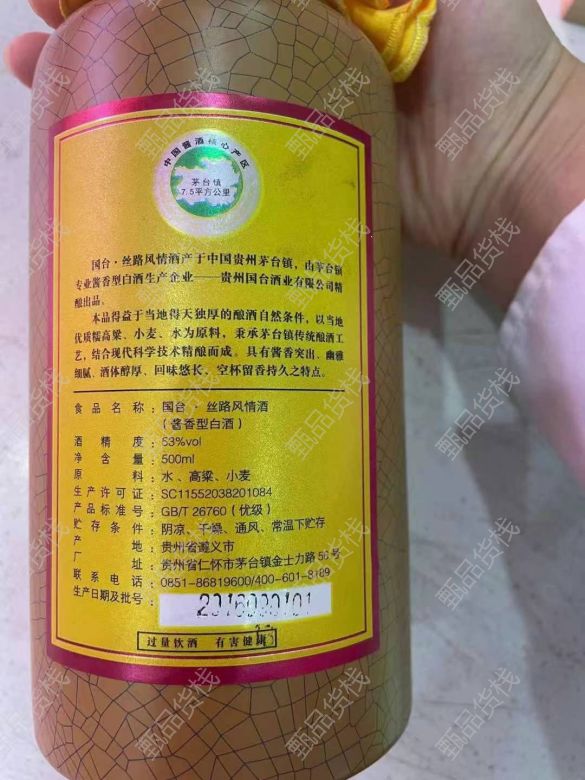 中国酱酒核心产区
茅台镇
7.5平方公里
国台·丝路风情酒产于中国贵州茅台镇，由茅台镇
专业酱香型白酒生产企业——贵州国台酒业有限公司精
酿出品。
本品得益于当地得天独厚的酿酒自然条件，以当地
优质糯高粱、小麦、水为原料，秉承茅台镇传统酿酒工
艺，结合现代科学技术精酿而成。具有酱香突出、幽雅
细腻、酒体醇厚、回味悠长，空杯留香持久之特点。
食品名称：国台·丝路风情酒
（酱香型白酒）
酒精度：53%vol
净含量：500ml
原料：水、高粱、小麦
生产许可证：SC11552038201084
产品标准号：GB/T 26760（优级）
贮存条件：阴凉、干燥、通风、常温下贮存
产地：贵州省遵义市
厂址：贵州省仁怀市茅台镇金士力路56号
联系电话：0851-86819600/400-601-8189
生产日期及批号：
过量饮酒 有害健康
甄品货栈